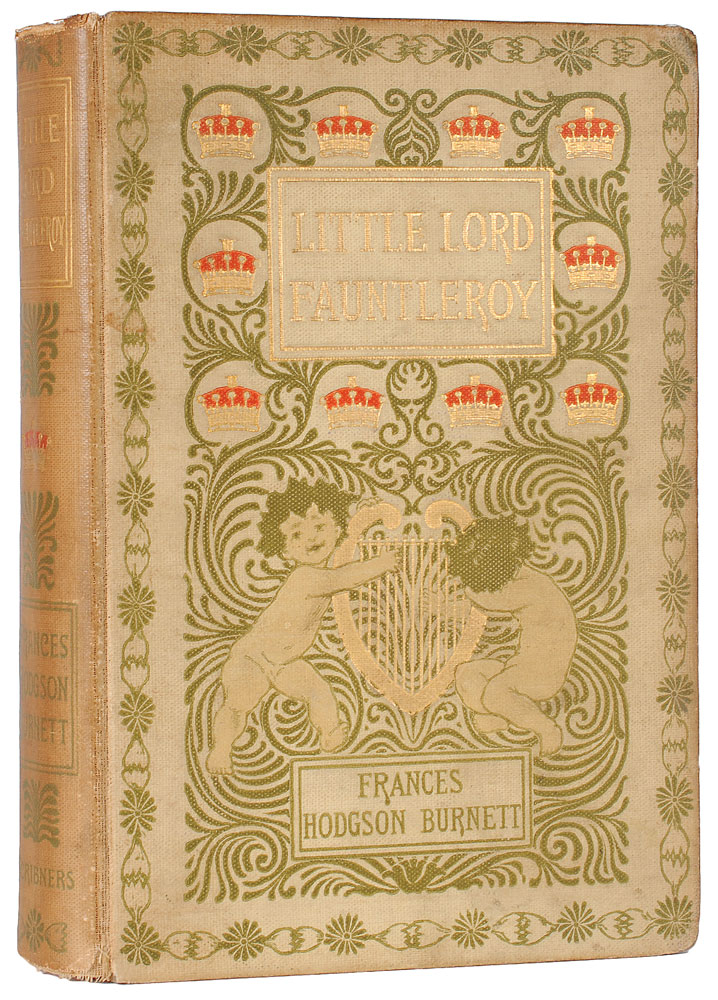 LITTLE LORD
FAUNTLEROY
FRANCES
HODGSON BURNETT
LITTLE
LORD
FAUNTLEROY
FRANCES
HODGSON
BURNETT
SCRIBNERS